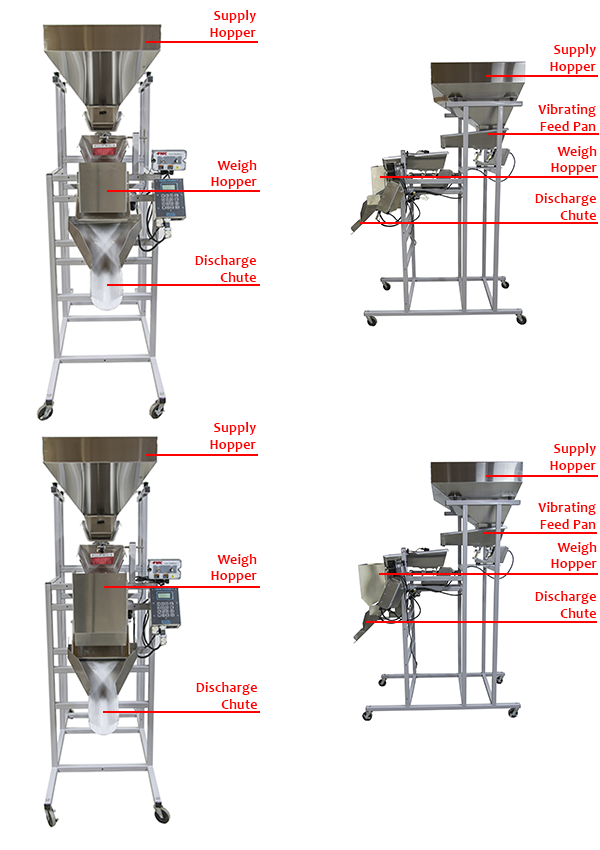 Supply
Hopper
Weigh
Hopper
Discharge
Chute
Supply
Hopper
Vibrating
Feed Pan
Weigh
Hopper
Discharge
Chute
Supply
Hopper
Weigh
Hopper
Discharge
Chute
Supply
Hopper
Vibrating
Feed Pan
Weigh
Hopper
Discharge
Chute